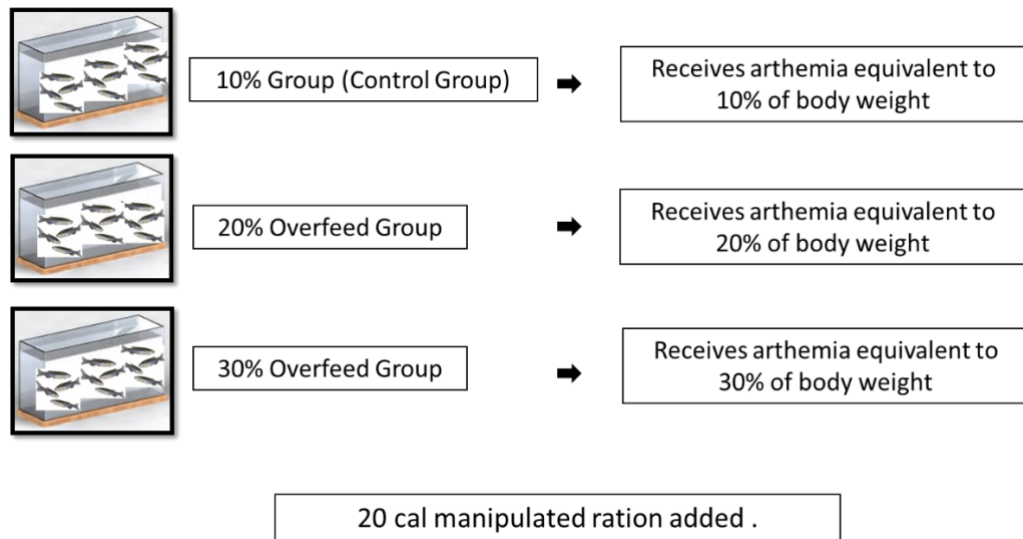 10% Group (Control Group)
Receives arthemia equivalent to
10% of body weight
20% Overfeed Group
Receives arthemia equivalent to
20% of body weight
30% Overfeed Group
Receives arthemia equivalent to
30% of body weight
20 cal manipulated ration added .